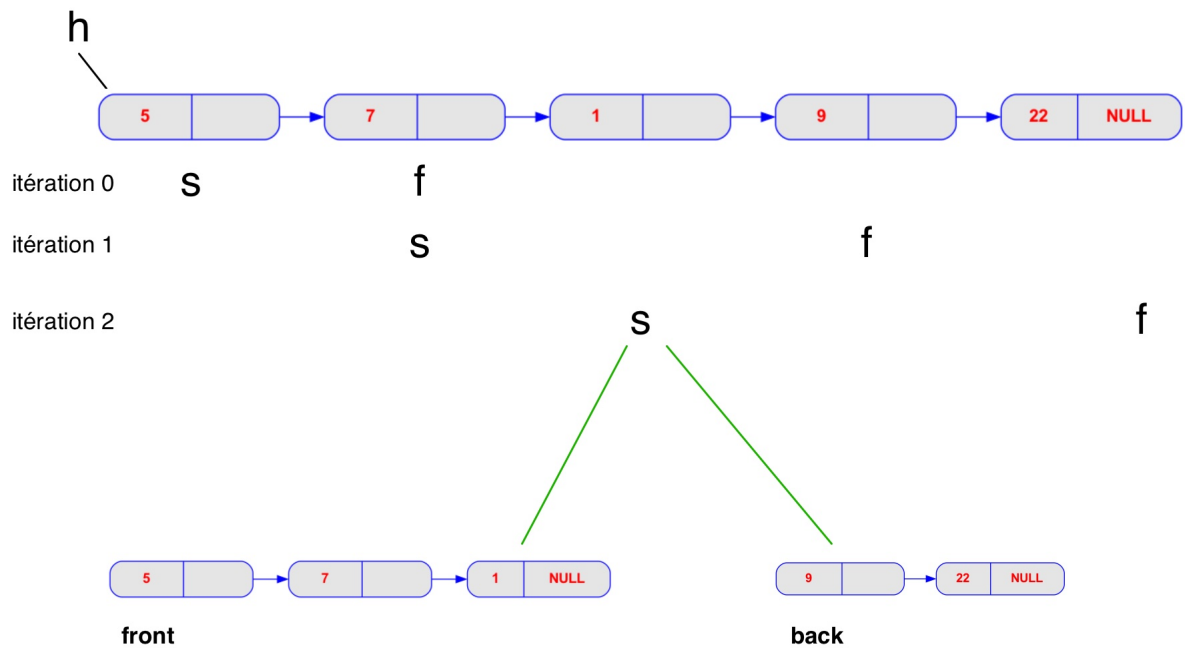 h
5 7 1 9 22 NULL
itération 0 s f
itération 1 s f
itération 2 s f
5 7 1 NULL 9 22 NULL
front back